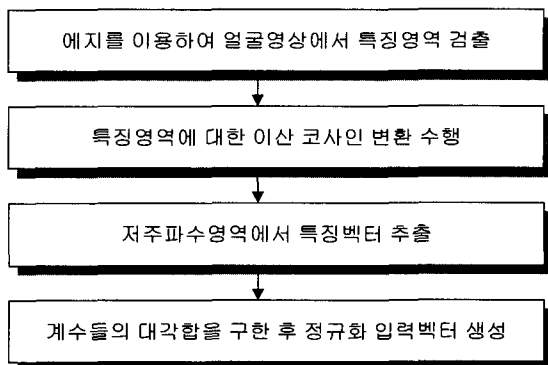 에지를 이용하여 얼굴영상에서 특징영역 검출
특징영역에 대한 이산 코사인 변환 수행
저주파수영역에서 특징벡터 추출
계수들의 대각합을 구한 후 정규화 입력벡터 생성